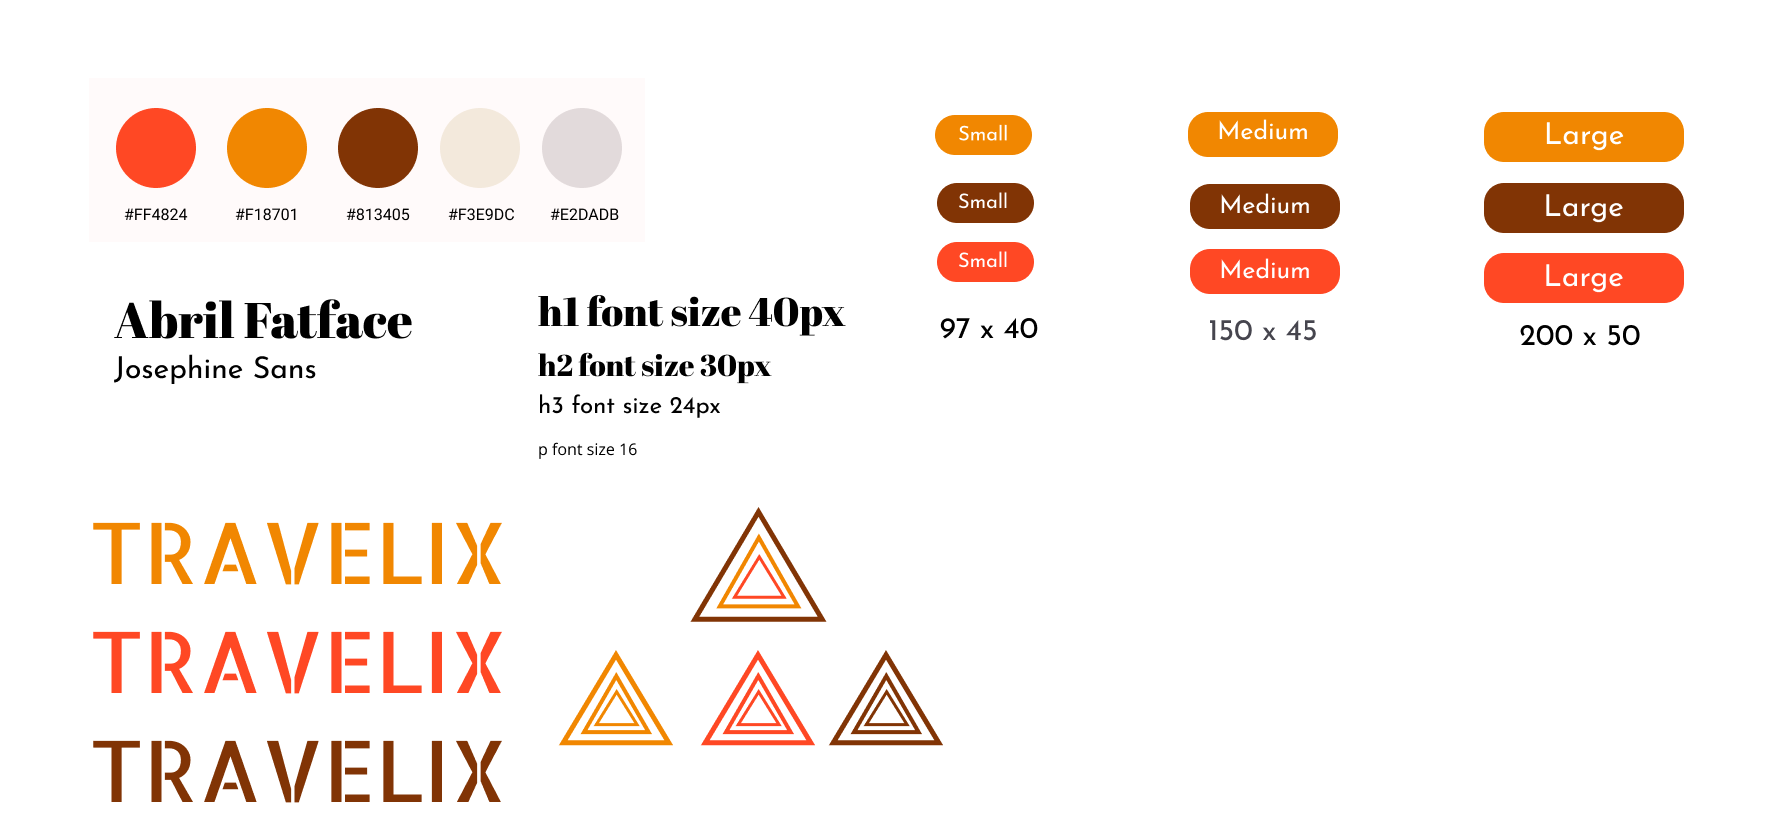 #FF4824
#F18701
#813405
#F3E9DC
#E2DADB
Abril Fatface
Josephine Sans
h1 font size 40px
h2 font size 30px
h3 font size 24px
p font size 16
Small
Small
Small
97 x 40
Medium
Medium
Medium
150 x 45
Large
Large
Large
200 x 50
TRAVELIX
TRAVELIX
TRAVELIX